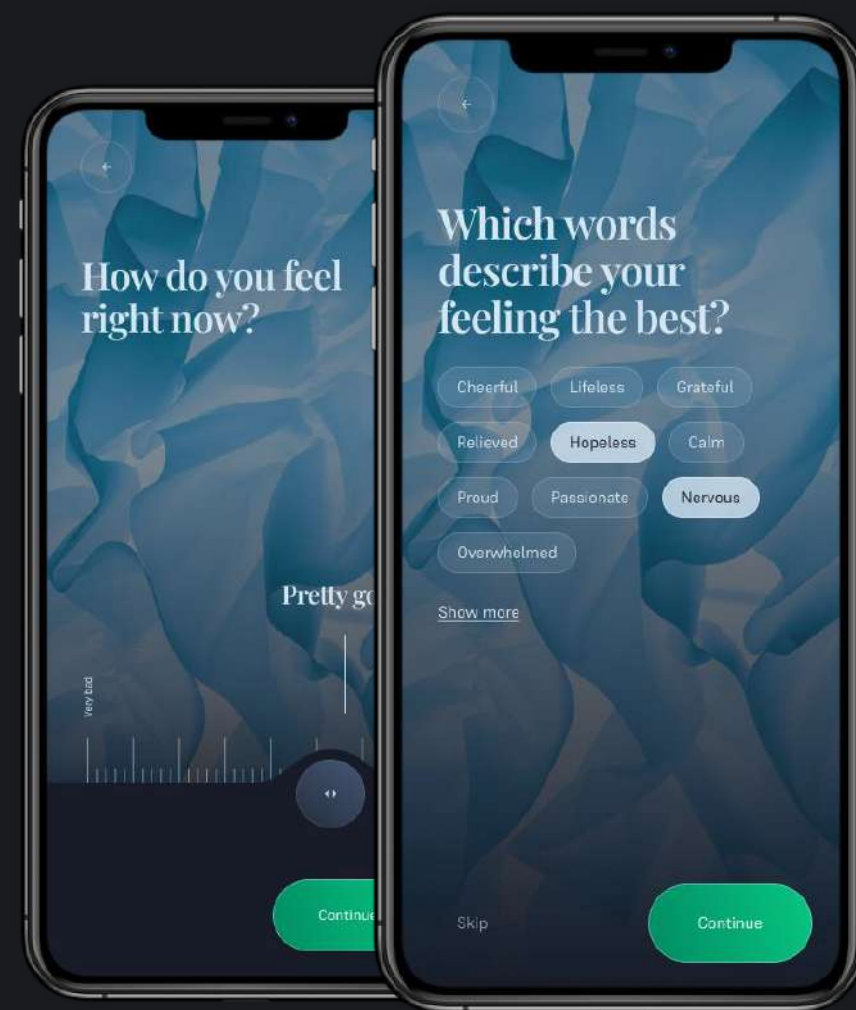 How do you feel
right now?
Pretty
Very bad
Continue
Which words
describe your
feeling the best?
Cheerful Lifeless Grateful
Relieved Hopeless Calm
Proud Passionate Nervous
Overwhelmed
Show more
Skip Continue